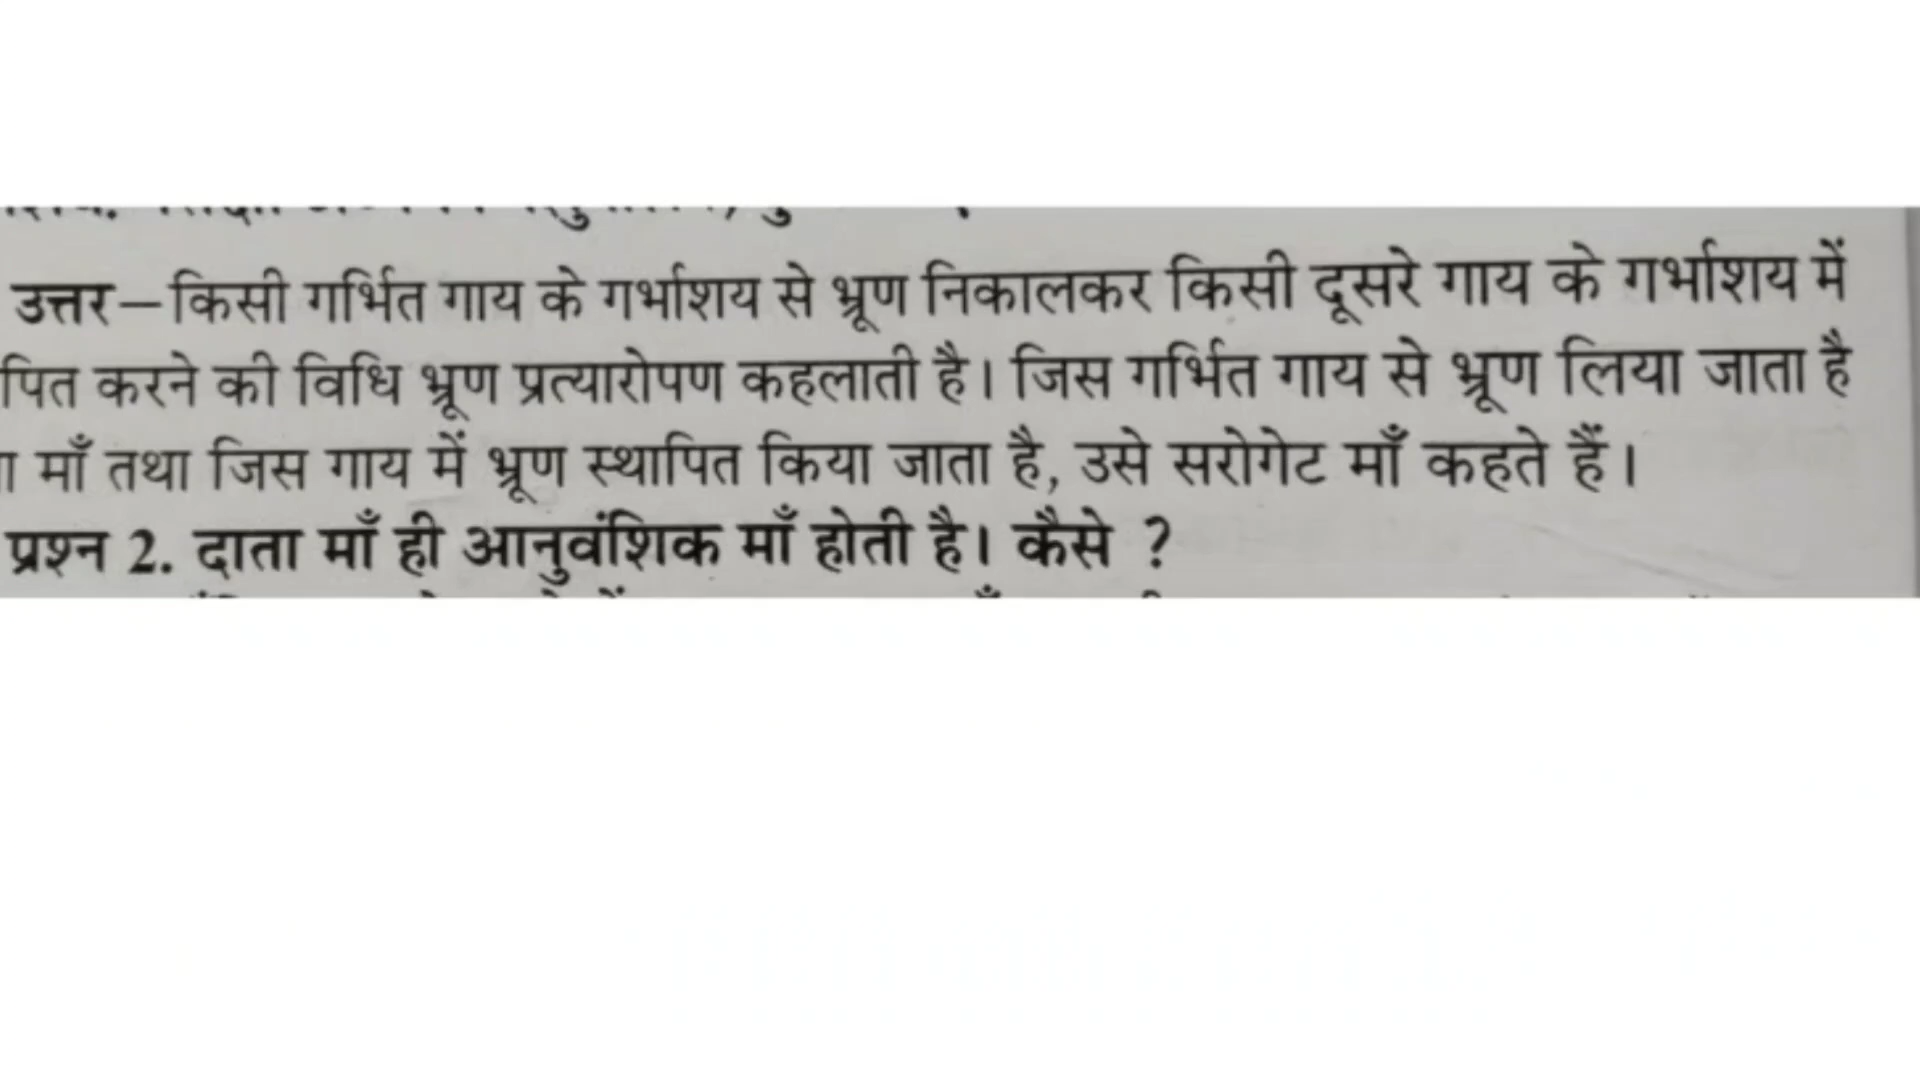 उत्तर–किसी गर्भित गाय के गर्भाशय से भ्रूण निकालकर किसी दूसरे गाय के गर्भाशय में
पित करने की विधि भ्रूण प्रत्यारोपण कहलाती है। जिस गर्भित गाय से भ्रूण लिया जाता है
ा माँ तथा जिस गाय में भ्रूण स्थापित किया जाता है, उसे सरोगेट माँ कहते हैं।
प्रश्न 2. दाता माँ ही आनुवंशिक माँ होती है। कैसे ?